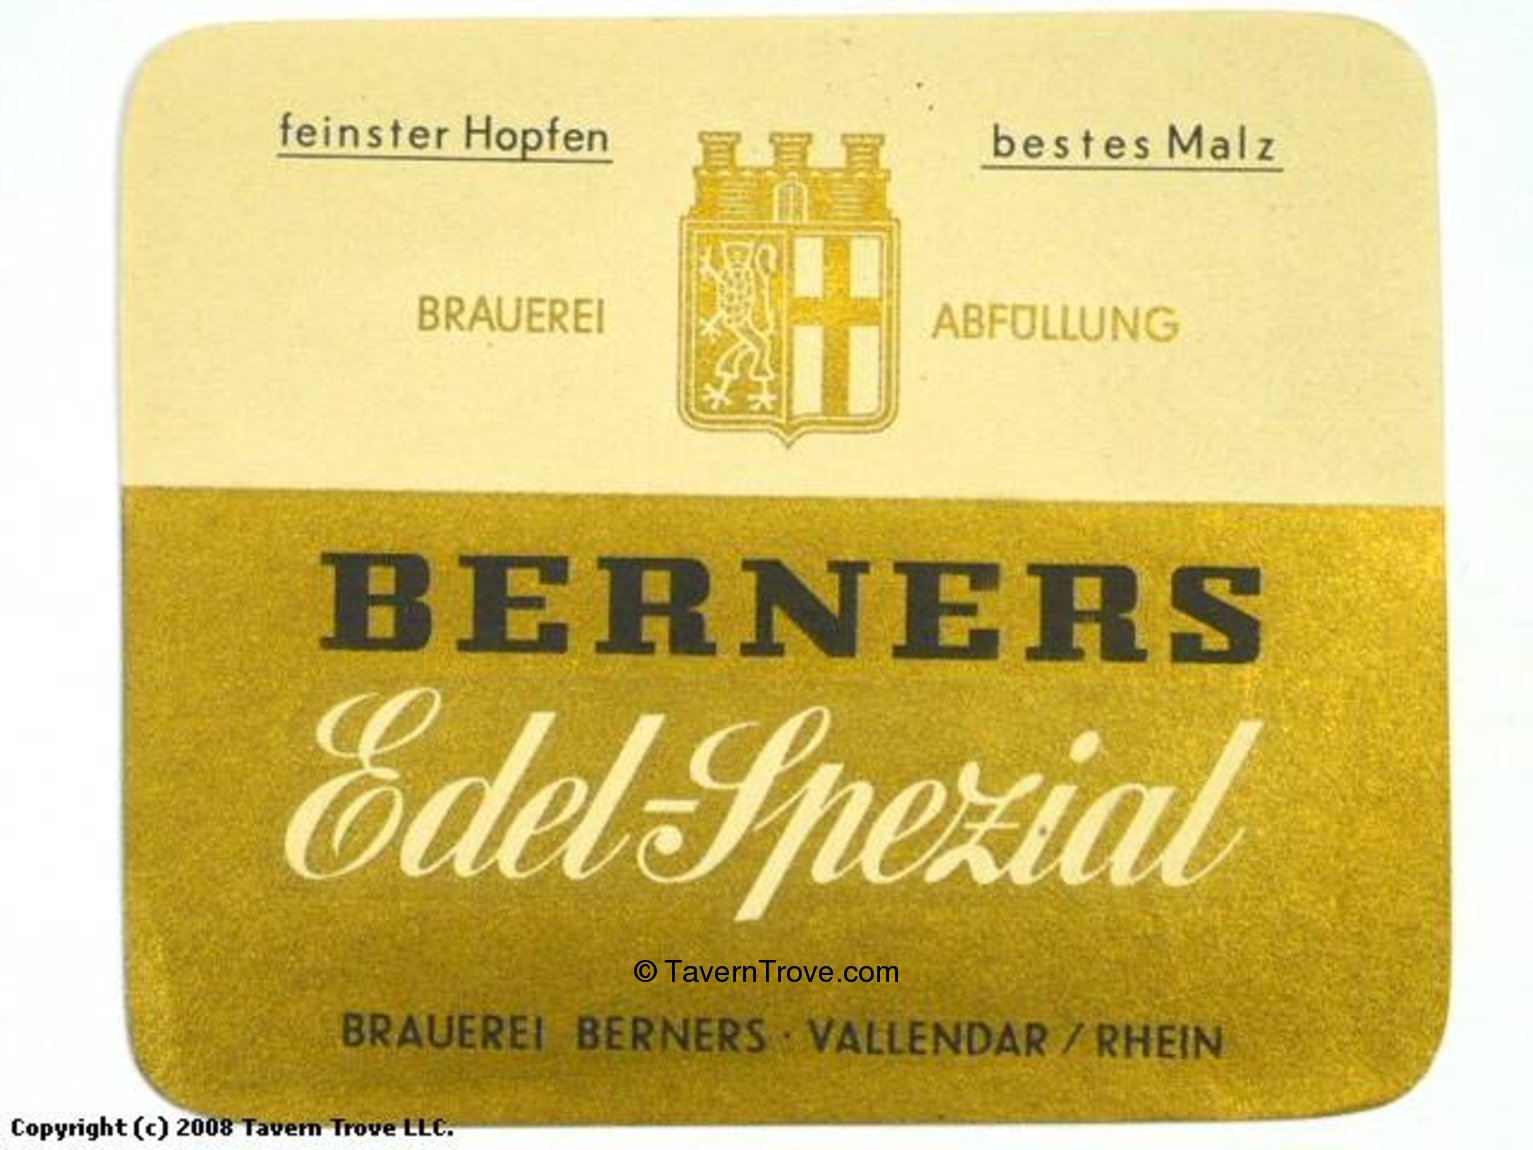 feinster Hopfen
bestes Malz
BRAUEREI
ABFÜLLUNG
BERNERS
Edel-Spezial
© TavernTrove.com
BRAUEREI BERNERS · VALLENDAR / RHEIN
Copyright (c) 2008 Tavern Trove LLC.